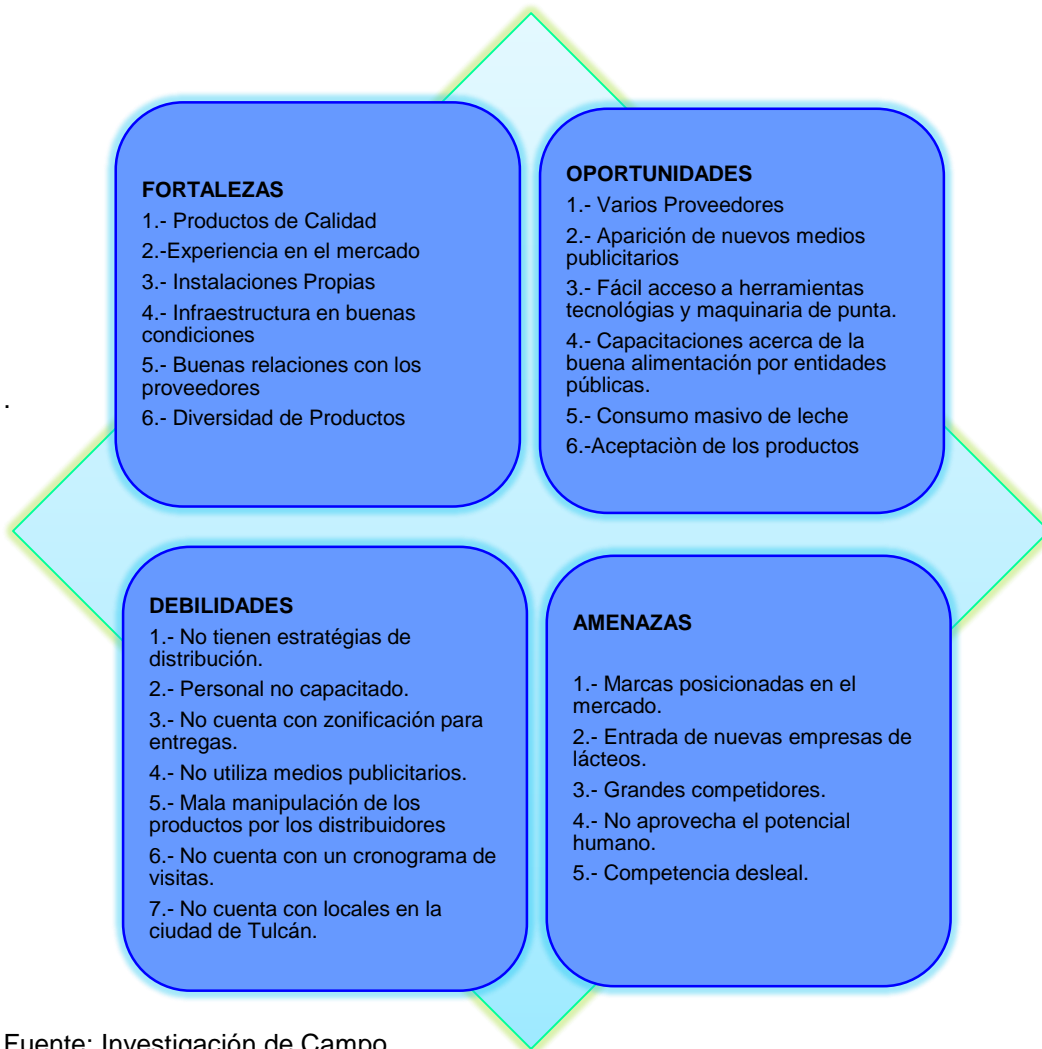 FORTALEZAS
1.- Productos de Calidad
2.-Experiencia en el mercado
3.- Instalaciones Propias
4.- Infraestructura en buenas
condiciones
5.- Buenas relaciones con los
proveedores
6.- Diversidad de Productos
OPORTUNIDADES
1.- Varios Proveedores
2.- Aparición de nuevos medios
publicitarios
3.- Fácil acceso a herramientas
tecnológias y maquinaria de punta.
4.- Capacitaciones acerca de la
buena alimentación por entidades
públicas.
5.- Consumo masivo de leche
6.-Aceptaciòn de los productos
.
DEBILIDADES
1.- No tienen estratégias de
distribución.
2.- Personal no capacitado.
3.- No cuenta con zonificación para
entregas.
4.- No utiliza medios publicitarios.
5.- Mala manipulación de los
productos por los distribuidores
6.- No cuenta con un cronograma de
visitas.
7.- No cuenta con locales en la
ciudad de Tulcán.
AMENAZAS
1.- Marcas posicionadas en el
mercado.
2.- Entrada de nuevas empresas de
lácteos.
3.- Grandes competidores.
4.- No aprovecha el potencial
humano.
5.- Competencia desleal.
Fuente: Investigación de Campo